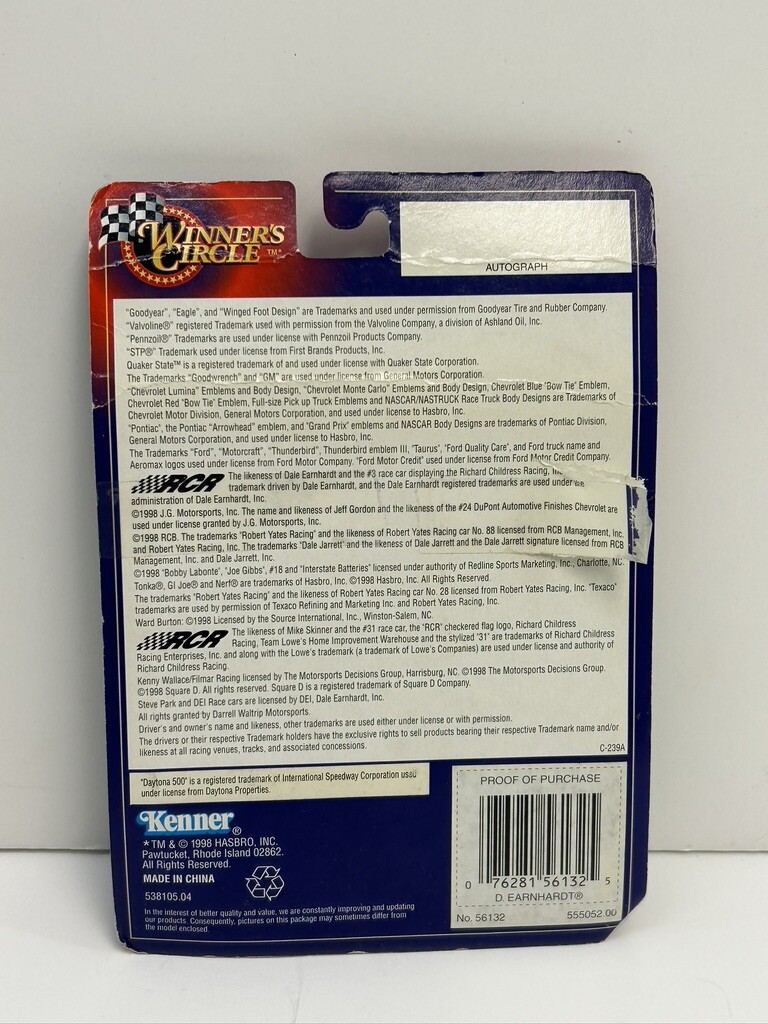 WINNER'S
CIRCLE™
AUTOGRAPH
"Goodyear", "Eagle", and "Winged Foot Design" are Trademarks and used under permission from Goodyear Tire and Rubber Company.
"Valvoline® registered Trademark used with permission from the Valvoline Company, a division of Ashland Oil, Inc.
"Pennzoil®" Trademarks are used under license with Pennzoil Products Company.
"STP®" Trademark used under license from First Brands Products, Inc.
Quaker State™ is a registered trademark of and used under license with Quaker State Corporation.
The Trademarks "Goodwrench" and "GM" are used under license from General Motors Corporation.
"Chevrolet Lumina" Emblems and Body Design, "Chevrolet Monte Carlo" Emblems and Body Design, Chevrolet Blue "Bow Tie" Emblem,
Chevrolet Red "Bow Tie" Emblem, Full-size Pick up Truck Emblems and NASCAR/NASTRUCK Race Truck Body Designs are Trademarks of
Chevrolet Motor Division, General Motors Corporation, and used under license to Hasbro, Inc.
"Pontiac", the Pontiac "Arrowhead" emblem, and "Grand Prix" emblems and NASCAR Body Designs are trademarks of Pontiac Division,
General Motors Corporation, and used under license to Hasbro, Inc.
The Trademarks "Ford", "Motorcraft", "Thunderbird", Thunderbird emblem III, "Taurus", "Ford Quality Care", and Ford truck name and
Aeromax logos used under license from Ford Motor Company. "Ford Motor Credit" used under license from Ford Motor Credit Company.
RCR The likeness of Dale Earnhardt and the #3 race car displaying the Richard Childress Racing, Inc.
trademark driven by Dale Earnhardt, and the Dale Earnhardt registered trademarks are used under the
administration of Dale Earnhardt, Inc.
©1998 J.G. Motorsports, Inc. The name and likeness of Jeff Gordon and the likeness of the #24 DuPont Automotive Finishes Chevrolet are
used under license granted by J.G. Motorsports, Inc.
©1998 RCB. The trademarks "Robert Yates Racing" and the likeness of Robert Yates Racing car No. 88 licensed from RCB Management, Inc.
and Robert Yates Racing, Inc. The trademarks "Dale Jarrett" and the likeness of Dale Jarrett and the Dale Jarrett signature licensed from RCB
Management, Inc. and Dale Jarrett, Inc.
©1998 "Bobby Labonte", "Joe Gibbs", #18 and "Interstate Batteries" licensed under authority of Redline Sports Marketing, Inc., Charlotte, NC.
Tonka®, GI Joe® and Nerf® are trademarks of Hasbro, Inc. ©1998 Hasbro, Inc. All Rights Reserved.
The trademarks "Robert Yates Racing" and the likeness of Robert Yates Racing car No. 28 licensed from Robert Yates Racing, Inc. "Texaco"
trademarks are used by permission of Texaco Refining and Marketing Inc. and Robert Yates Racing, Inc.
Ward Burton: ©1998 Licensed by the Source International, Inc., Winston-Salem, NC.
RCR The likeness of Mike Skinner and the #31 race car, the "RCR" checkered flag logo, Richard Childress
Racing, Team Lowe's Home Improvement Warehouse and the stylized "31" are trademarks of Richard Childress
Racing Enterprises, Inc. and along with the Lowe's trademark (a trademark of Lowe's Companies) are used under license and authority of
Richard Childress Racing.
Kenny Wallace/Filmar Racing licensed by The Motorsports Decisions Group, Harrisburg, NC. ©1998 The Motorsports Decisions Group.
©1998 Square D. All rights reserved. Square D is a registered trademark of Square D Company.
Steve Park and DEI Race cars are licensed by DEI, Dale Earnhardt, Inc.
All rights granted by Darrell Waltrip Motorsports.
Driver's and owner's name and likeness, other trademarks are used either under license or with permission.
The drivers or their respective Trademark holders have the exclusive rights to sell products bearing their respective Trademark name and/or
likeness at all racing venues, tracks, and associated concessions.
C-239A
"Daytona 500" is a registered trademark of International Speedway Corporation used
under license from Daytona Properties.
Kenner®
*TM & © 1998 HASBRO, INC.
Pawtucket, Rhode Island 02862.
All Rights Reserved.
MADE IN CHINA
538105.04
In the interest of better quality and value, we are constantly improving and updating
our products. Consequently, pictures on this package may sometimes differ from
the model enclosed.
PROOF OF PURCHASE
0 76281 56132 5
D. EARNHARDT®
No. 56132 555052.00